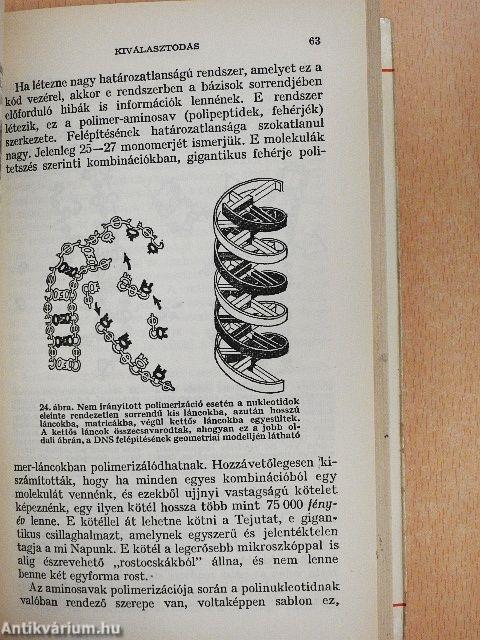 KIVÁLASZTÓDÁS 63
Ha létezne nagy határozatlanságú rendszer, amelyet ez a
kód vezérel, akkor e rendszerben a bázisok sorrendjében
előforduló hibák is információk lennének. E rendszer
létezik, ez a polimer-aminosav (polipeptidek, fehérjék)
szerkezete. Felépítésének határozatlansága szokatlanul
nagy. Jelenleg 25—27 monomerjét ismerjük. E molekulák
tetszés szerinti kombinációkban, gigantikus fehérje poli-
24. ábra. Nem irányított polimerizáció esetén a nukleotidok
eleinte rendezetlen sorrendű kis láncokba, azután hosszú
láncokba, matricákba, végül kettős láncokba egyesültek.
A kettős láncok összecsavarodtak, ahogyan ez a jobb ol-
dali ábrán, a DNS felépítésének geometriai modelljén látható
mer-láncokban polimerizálódhatnak. Hozzávetőlegesen ki-
számították, hogy ha minden egyes kombinációból egy
molekulát vennénk, és ezekből ujjnyi vastagságú kötelet
képeznénk, egy ilyen kötél hossza több mint 75 000 fény-
év lenne. E kötéllel át lehetne kötni a Tejutat, e gigan-
tikus csillaghalmazt, amelynek egyszerű és jelentéktelen
tagja a mi Napunk. E kötél a legerősebb mikroszkóppal is
alig észrevehető „rostocskákból" állna, és nem lenne
benne két egyforma rost.
Az aminosavak polimerizációja során a polinukleotidnak
valóban rendező szerepe van, voltaképpen sablon ez,
Antikvárium.hu